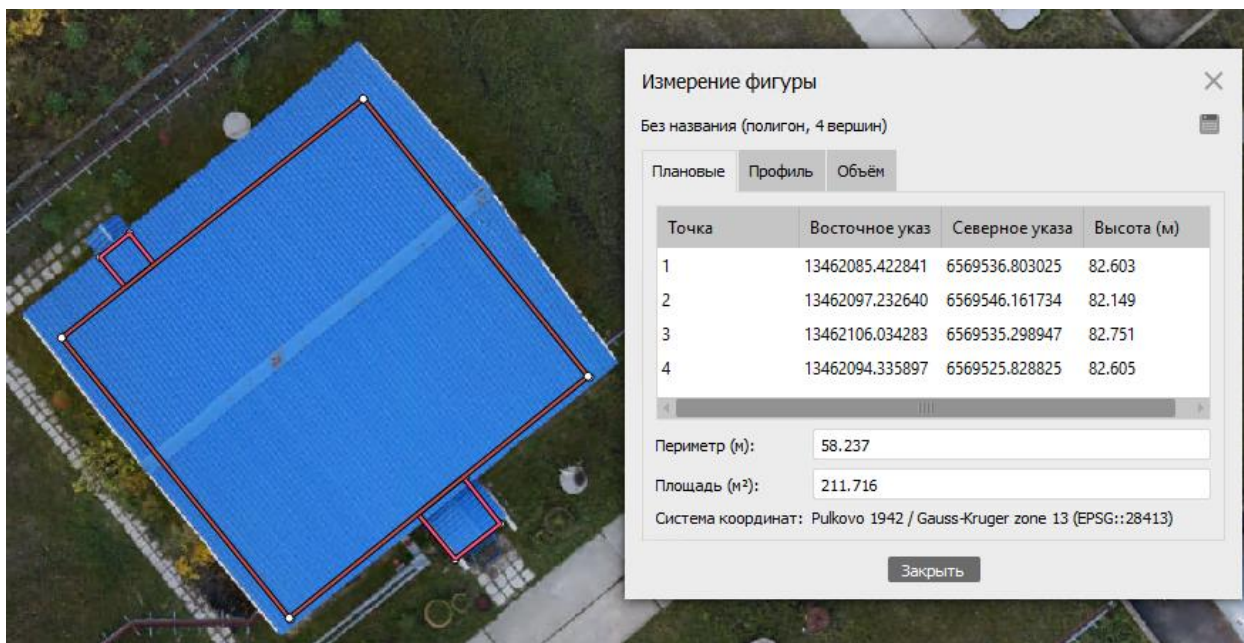 Измерение фигуры
Без названия (полигон, 4 вершин)
Плановые Профиль Объём
Точка Восточное указ Северное указа Высота (м)
1 13462085.422841 6569536.803025 82.603
2 13462097.232640 6569546.161734 82.149
3 13462106.034283 6569535.298947 82.751
4 13462094.335897 6569525.828825 82.605
Периметр (м): 58.237
Площадь (м²): 211.716
Система координат: Pulkovo 1942 / Gauss-Kruger zone 13 (EPSG::28413)
Закрыть